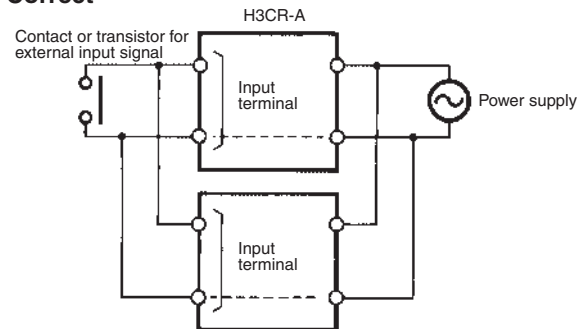 Correct
H3CR-A
Contact or transistor for
external input signal
Input
terminal
Power supply
Input
terminal